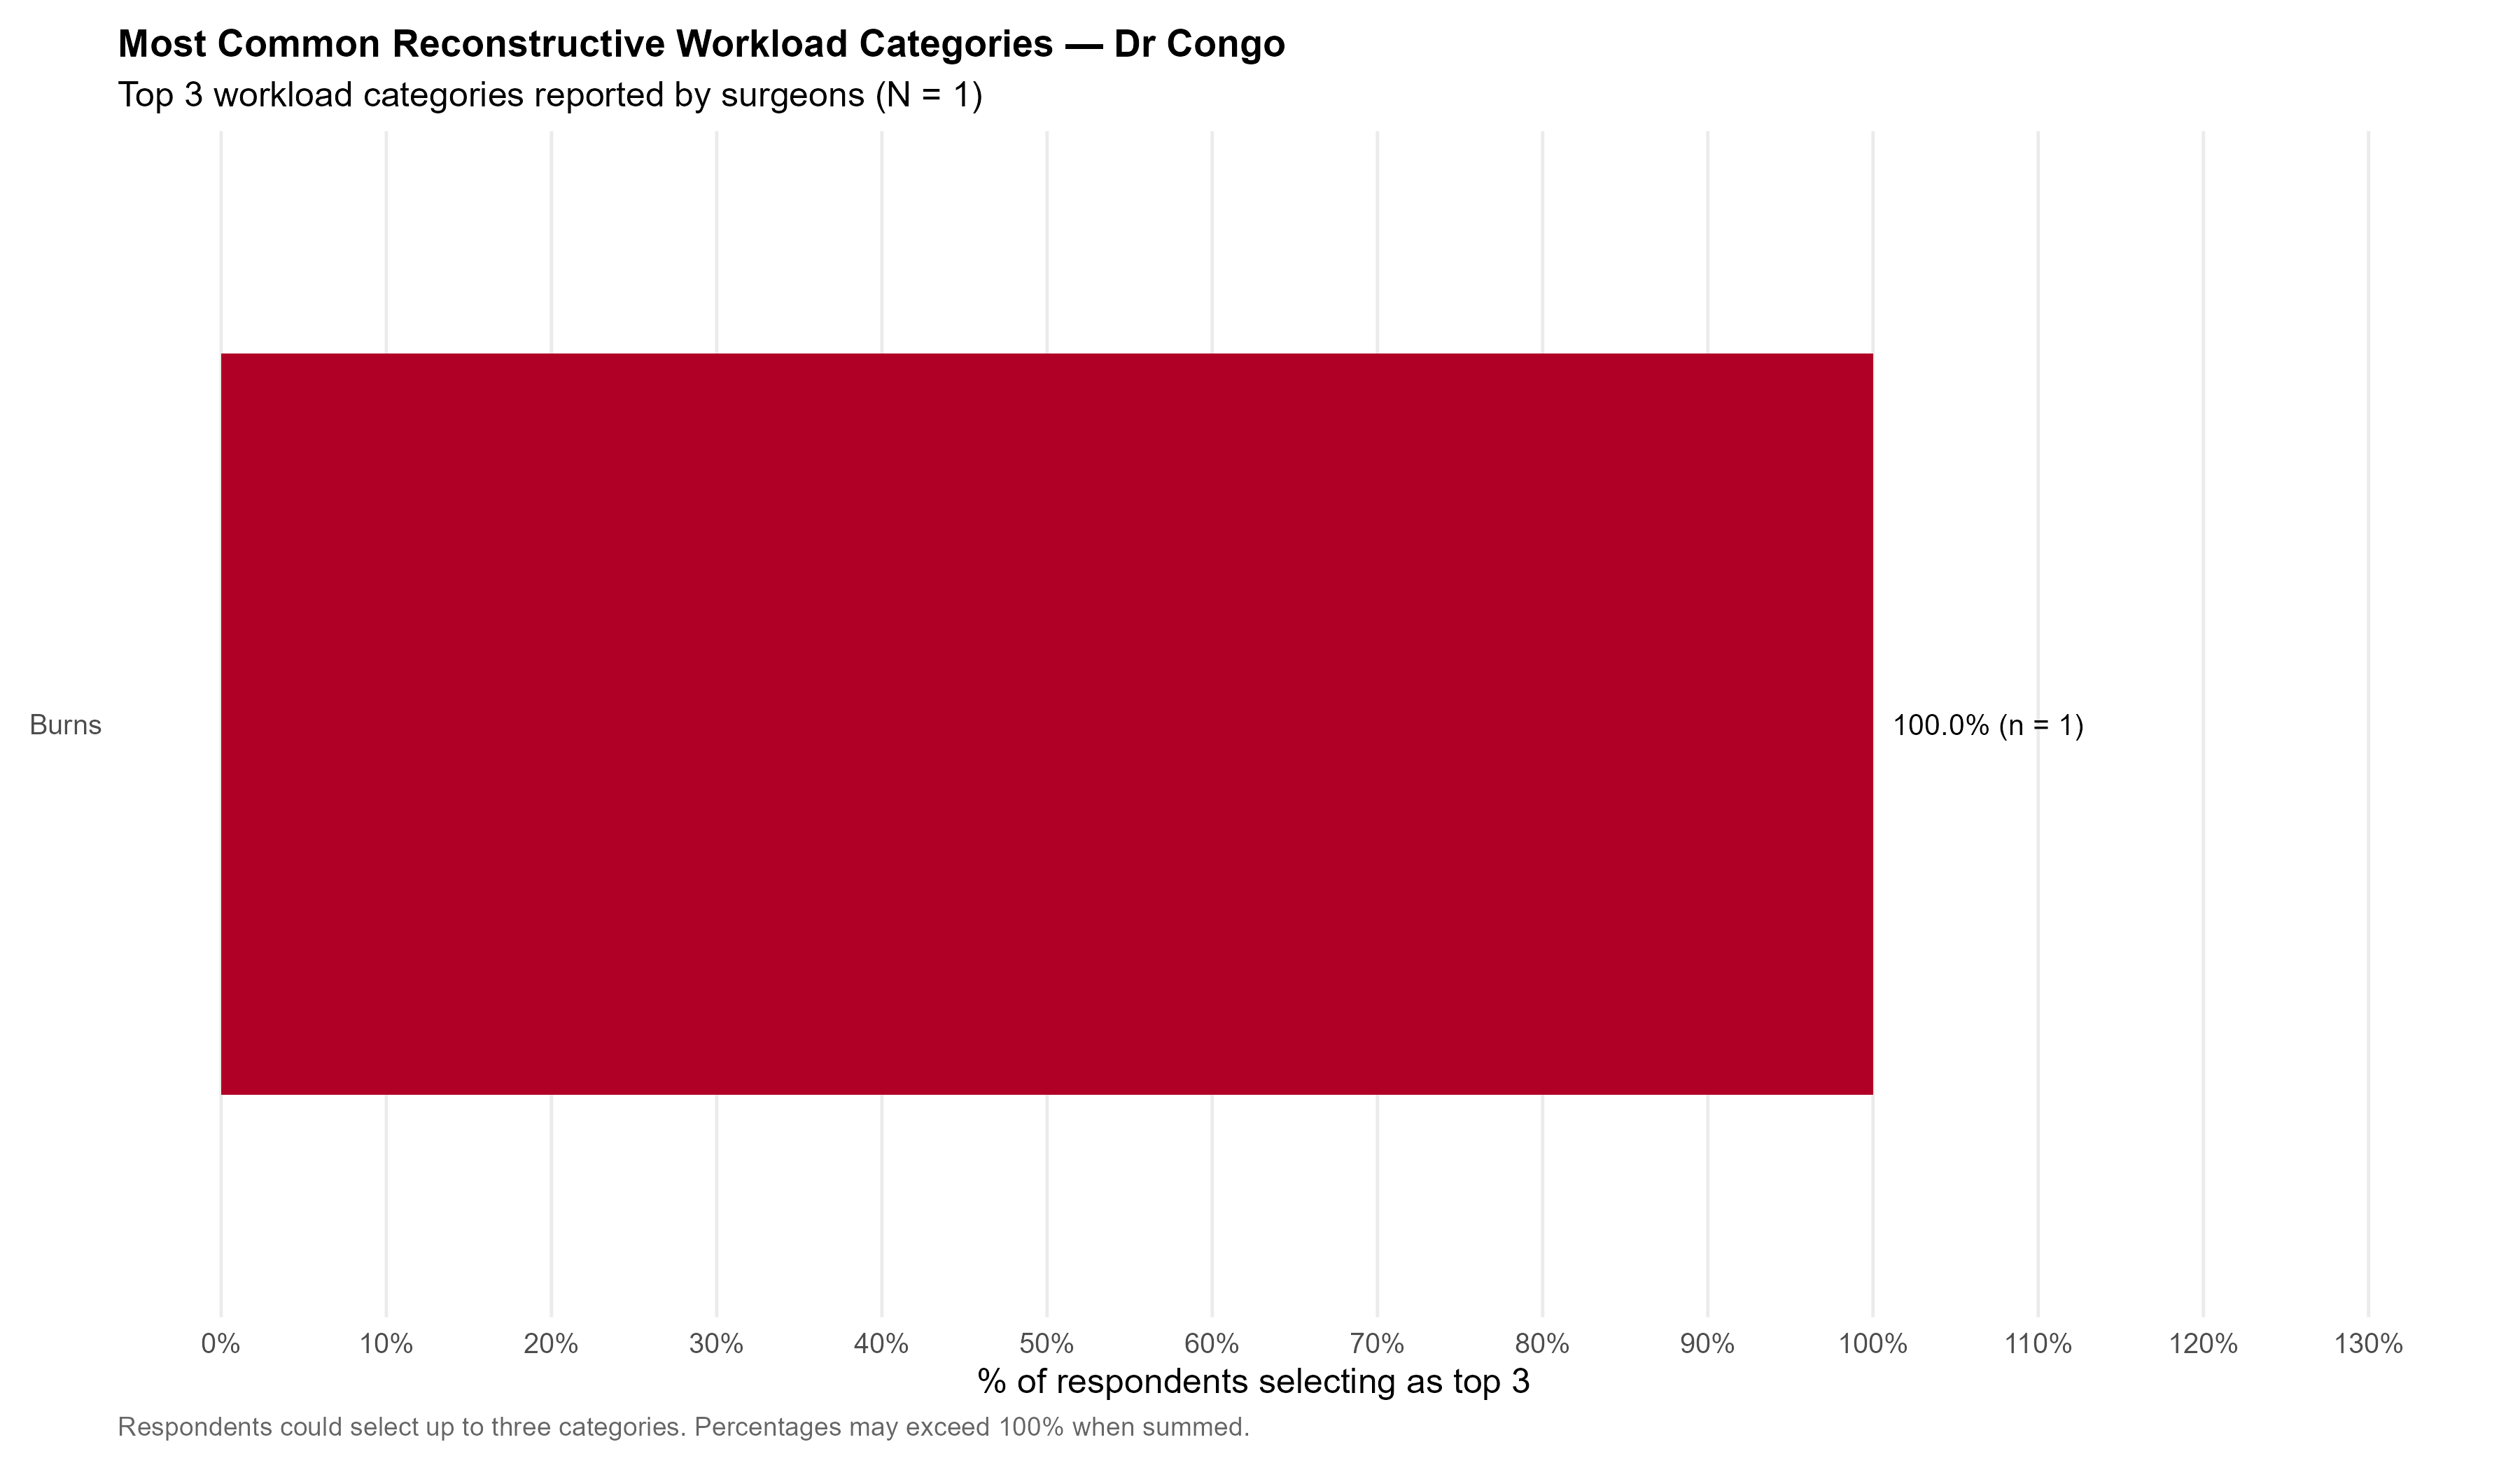 Most Common Reconstructive Workload Categories — Dr Congo
Top 3 workload categories reported by surgeons (N = 1)
Burns
100.0% (n = 1)
0% 10% 20% 30% 40% 50% 60% 70% 80% 90% 100% 110% 120% 130%
% of respondents selecting as top 3
Respondents could select up to three categories. Percentages may exceed 100% when summed.